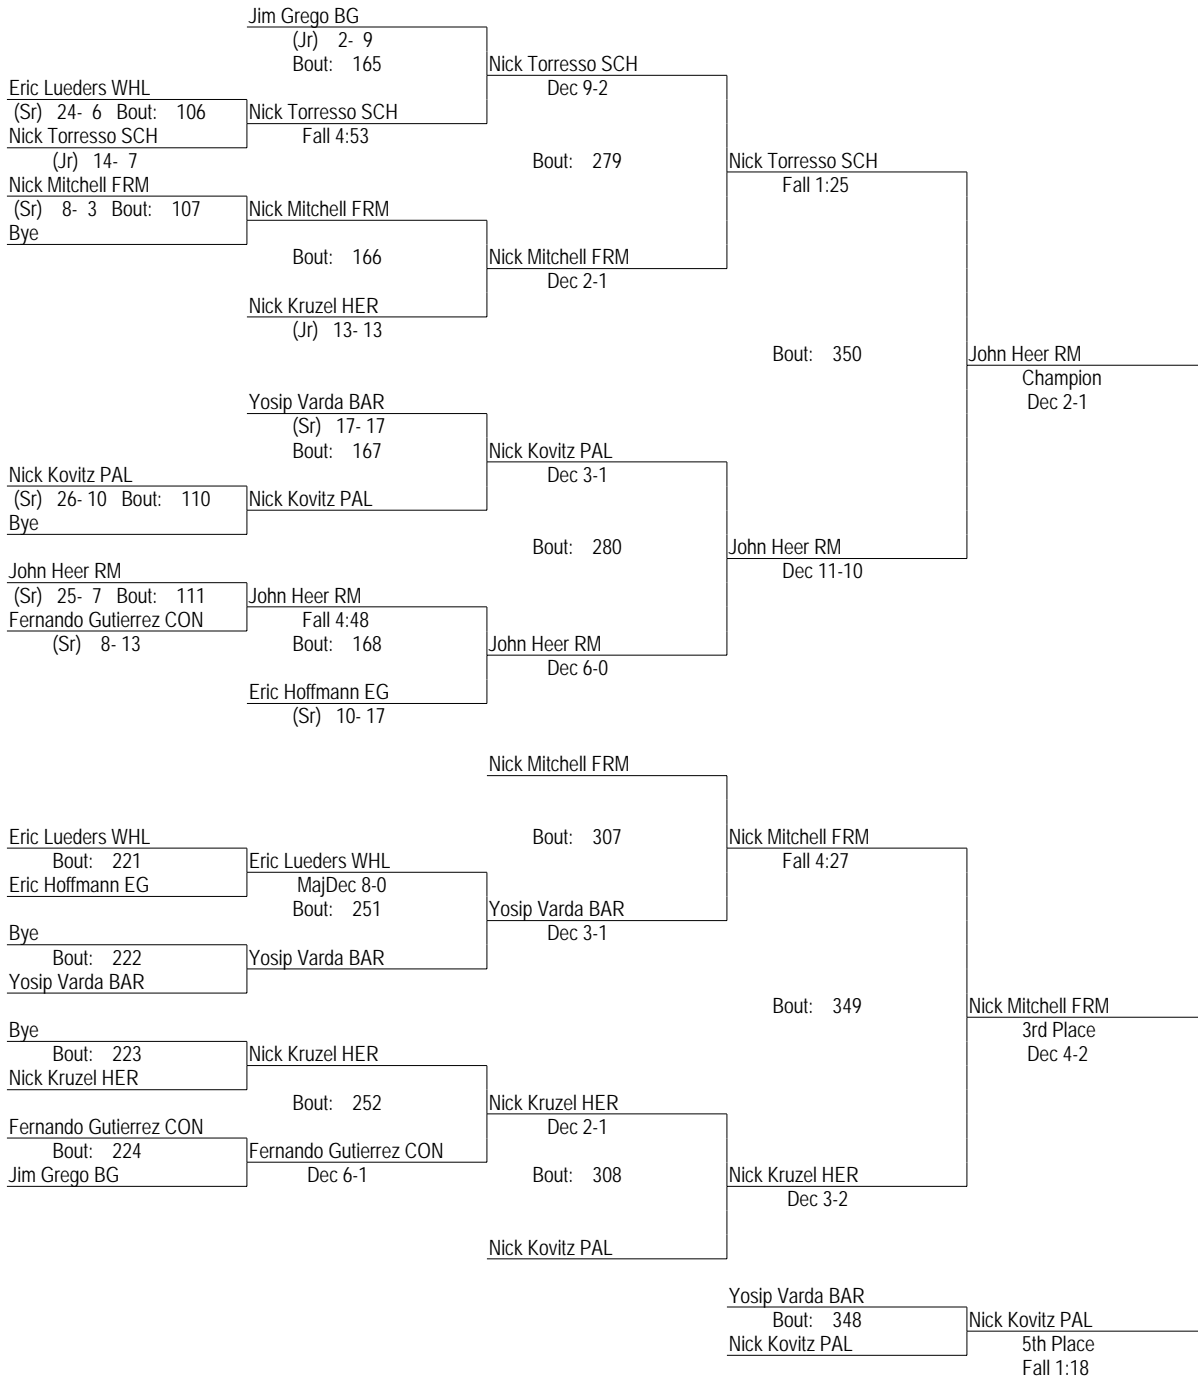 Jim Grego BG
(Jr) 2- 9
Bout: 165
Nick Torresso SCH
Dec 9-2
Eric Lueders WHL
(Sr) 24- 6 Bout: 106
Nick Torresso SCH
Fall 4:53
Nick Torresso SCH
(Jr) 14- 7
Bout: 279
Nick Torresso SCH
Fall 1:25
Nick Mitchell FRM
(Sr) 8- 3 Bout: 107
Nick Mitchell FRM
Bye
Bout: 166
Nick Mitchell FRM
Dec 2-1
Nick Kruzel HER
(Jr) 13- 13
Bout: 350
John Heer RM
Champion
Dec 2-1
Yosip Varda BAR
(Sr) 17- 17
Bout: 167
Nick Kovitz PAL
Dec 3-1
Nick Kovitz PAL
(Sr) 26- 10 Bout: 110
Nick Kovitz PAL
Bye
Bout: 280
John Heer RM
Dec 11-10
John Heer RM
(Sr) 25- 7 Bout: 111
John Heer RM
Fall 4:48
Fernando Gutierrez CON
(Sr) 8- 13
Bout: 168
John Heer RM
Dec 6-0
Eric Hoffmann EG
(Sr) 10- 17
Nick Mitchell FRM
Bout: 307
Nick Mitchell FRM
Fall 4:27
Eric Lueders WHL
Bout: 221
Eric Lueders WHL
MajDec 8-0
Eric Hoffmann EG
Bout: 251
Yosip Varda BAR
Dec 3-1
Bye
Bout: 222
Yosip Varda BAR
Yosip Varda BAR
Bout: 349
Nick Mitchell FRM
3rd Place
Dec 4-2
Bye
Bout: 223
Nick Kruzel HER
Nick Kruzel HER
Bout: 252
Nick Kruzel HER
Dec 2-1
Fernando Gutierrez CON
Bout: 224
Fernando Gutierrez CON
Dec 6-1
Jim Grego BG
Bout: 308
Nick Kruzel HER
Dec 3-2
Nick Kovitz PAL
Yosip Varda BAR
Bout: 348
Nick Kovitz PAL
Nick Kovitz PAL
5th Place
Fall 1:18